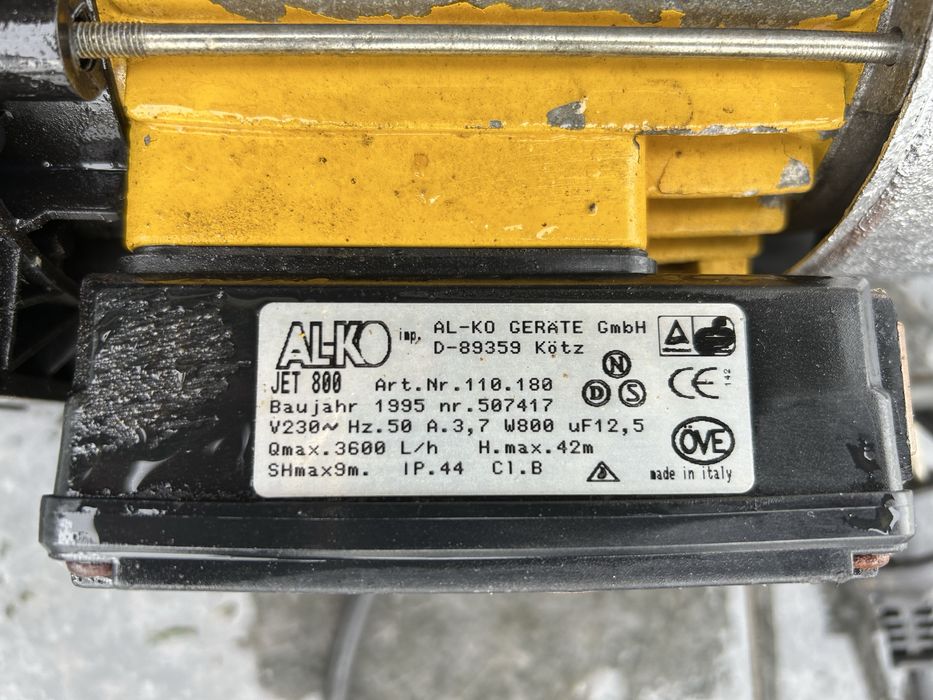 AL-KO imp. AL-KO GERÄTE GmbH
D-89359 Kötz
JET 800 Art.Nr.110.180
N
D S
CE 142
Baujahr 1995 nr.507417
V230~ Hz.50 A.3,7 W800 uF12,5
ÖVE
Qmax.3600 L/h H.max.42m
SHmax9m. IP.44 Cl.B
made in italy